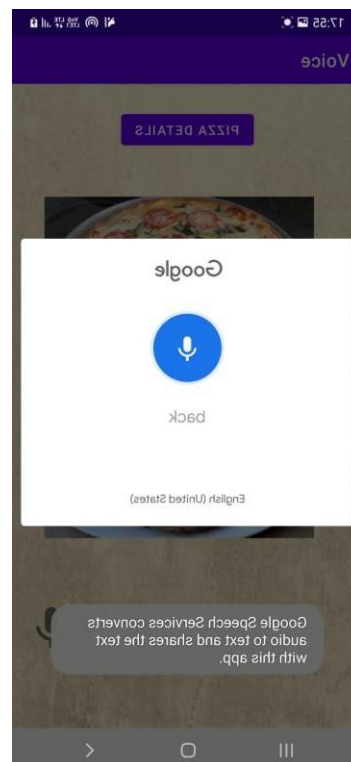 17:55
Voice
PIZZA DETAILS
Google
back
English (United States)
Google Speech Services converts
audio to text and shares the text
with this app.